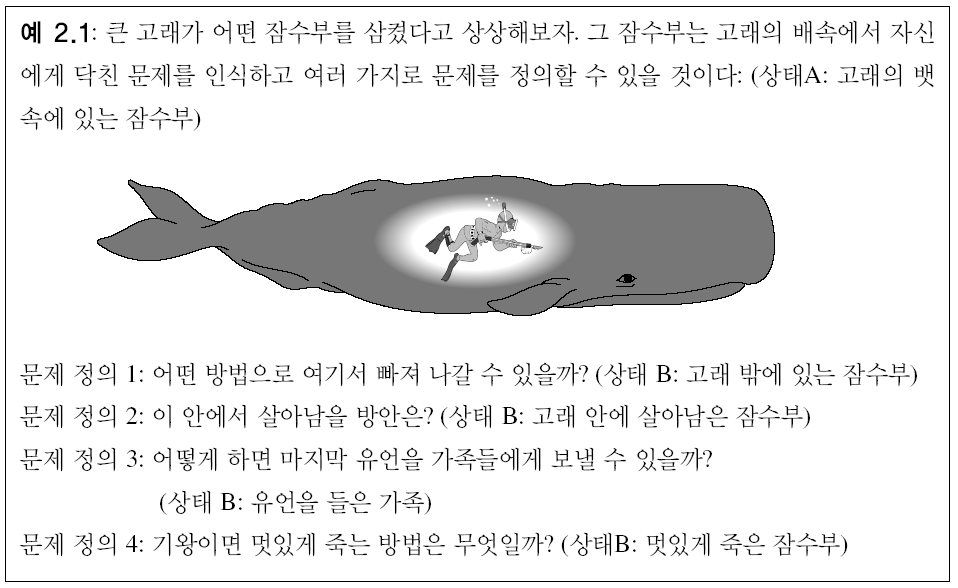 예 2.1: 큰 고래가 어떤 잠수부를 삼켰다고 상상해보자. 그 잠수부는 고래의 배속에서 자신
에게 닥친 문제를 인식하고 여러 가지로 문제를 정의할 수 있을 것이다: (상태A: 고래의 뱃
속에 있는 잠수부)
문제 정의 1: 어떤 방법으로 여기서 빠져 나갈 수 있을까? (상태 B: 고래 밖에 있는 잠수부)
문제 정의 2: 이 안에서 살아남을 방안은? (상태 B: 고래 안에 살아남은 잠수부)
문제 정의 3: 어떻게 하면 마지막 유언을 가족들에게 보낼 수 있을까?
(상태 B: 유언을 들은 가족)
문제 정의 4: 기왕이면 멋있게 죽는 방법은 무엇일까? (상태B: 멋있게 죽은 잠수부)